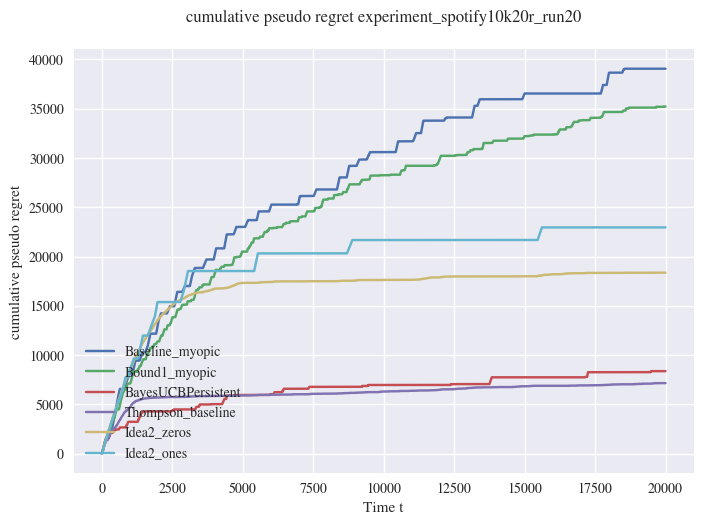 cumulative pseudo regret experiment_spotify10k20r_run20
cumulative pseudo regret
40000
35000
30000
25000
20000
15000
10000
5000
0
Baseline_myopic
Bound1_myopic
BayesUCBPersistent
Thompson_baseline
Idea2_zeros
Idea2_ones
0 2500 5000 7500 10000 12500 15000 17500 20000
Time t